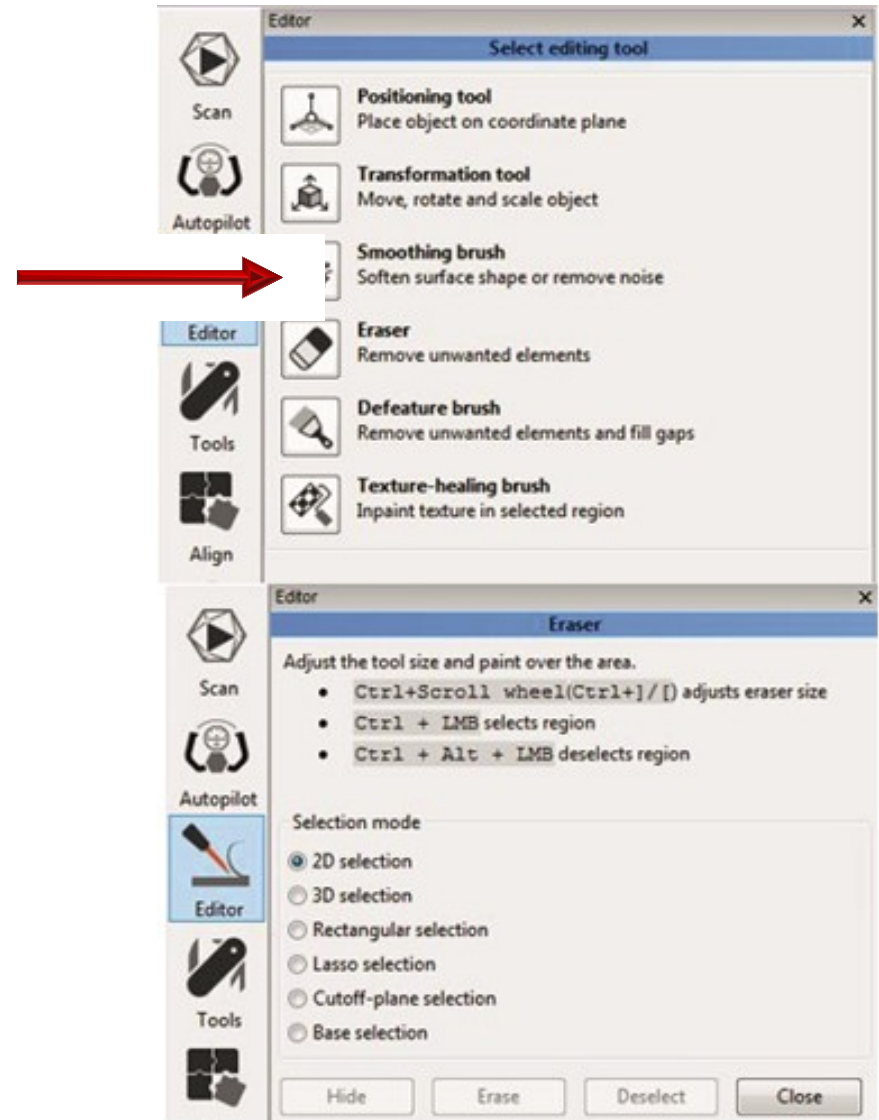 Editor
Select editing tool
Scan
Autopilot
Editor
Tools
Align
Positioning tool
Place object on coordinate plane
Transformation tool
Move, rotate and scale object
Smoothing brush
Soften surface shape or remove noise
Eraser
Remove unwanted elements
Defeature brush
Remove unwanted elements and fill gaps
Texture-healing brush
Inpaint texture in selected region
Editor
Eraser
Scan
Autopilot
Editor
Tools
Adjust the tool size and paint over the area.
• Ctrl+Scroll wheel(Ctrl+]/[) adjusts eraser size
• Ctrl + LMB selects region
• Ctrl + Alt + LMB deselects region
Selection mode
2D selection
3D selection
Rectangular selection
Lasso selection
Cutoff-plane selection
Base selection
Hide Erase Deselect Close